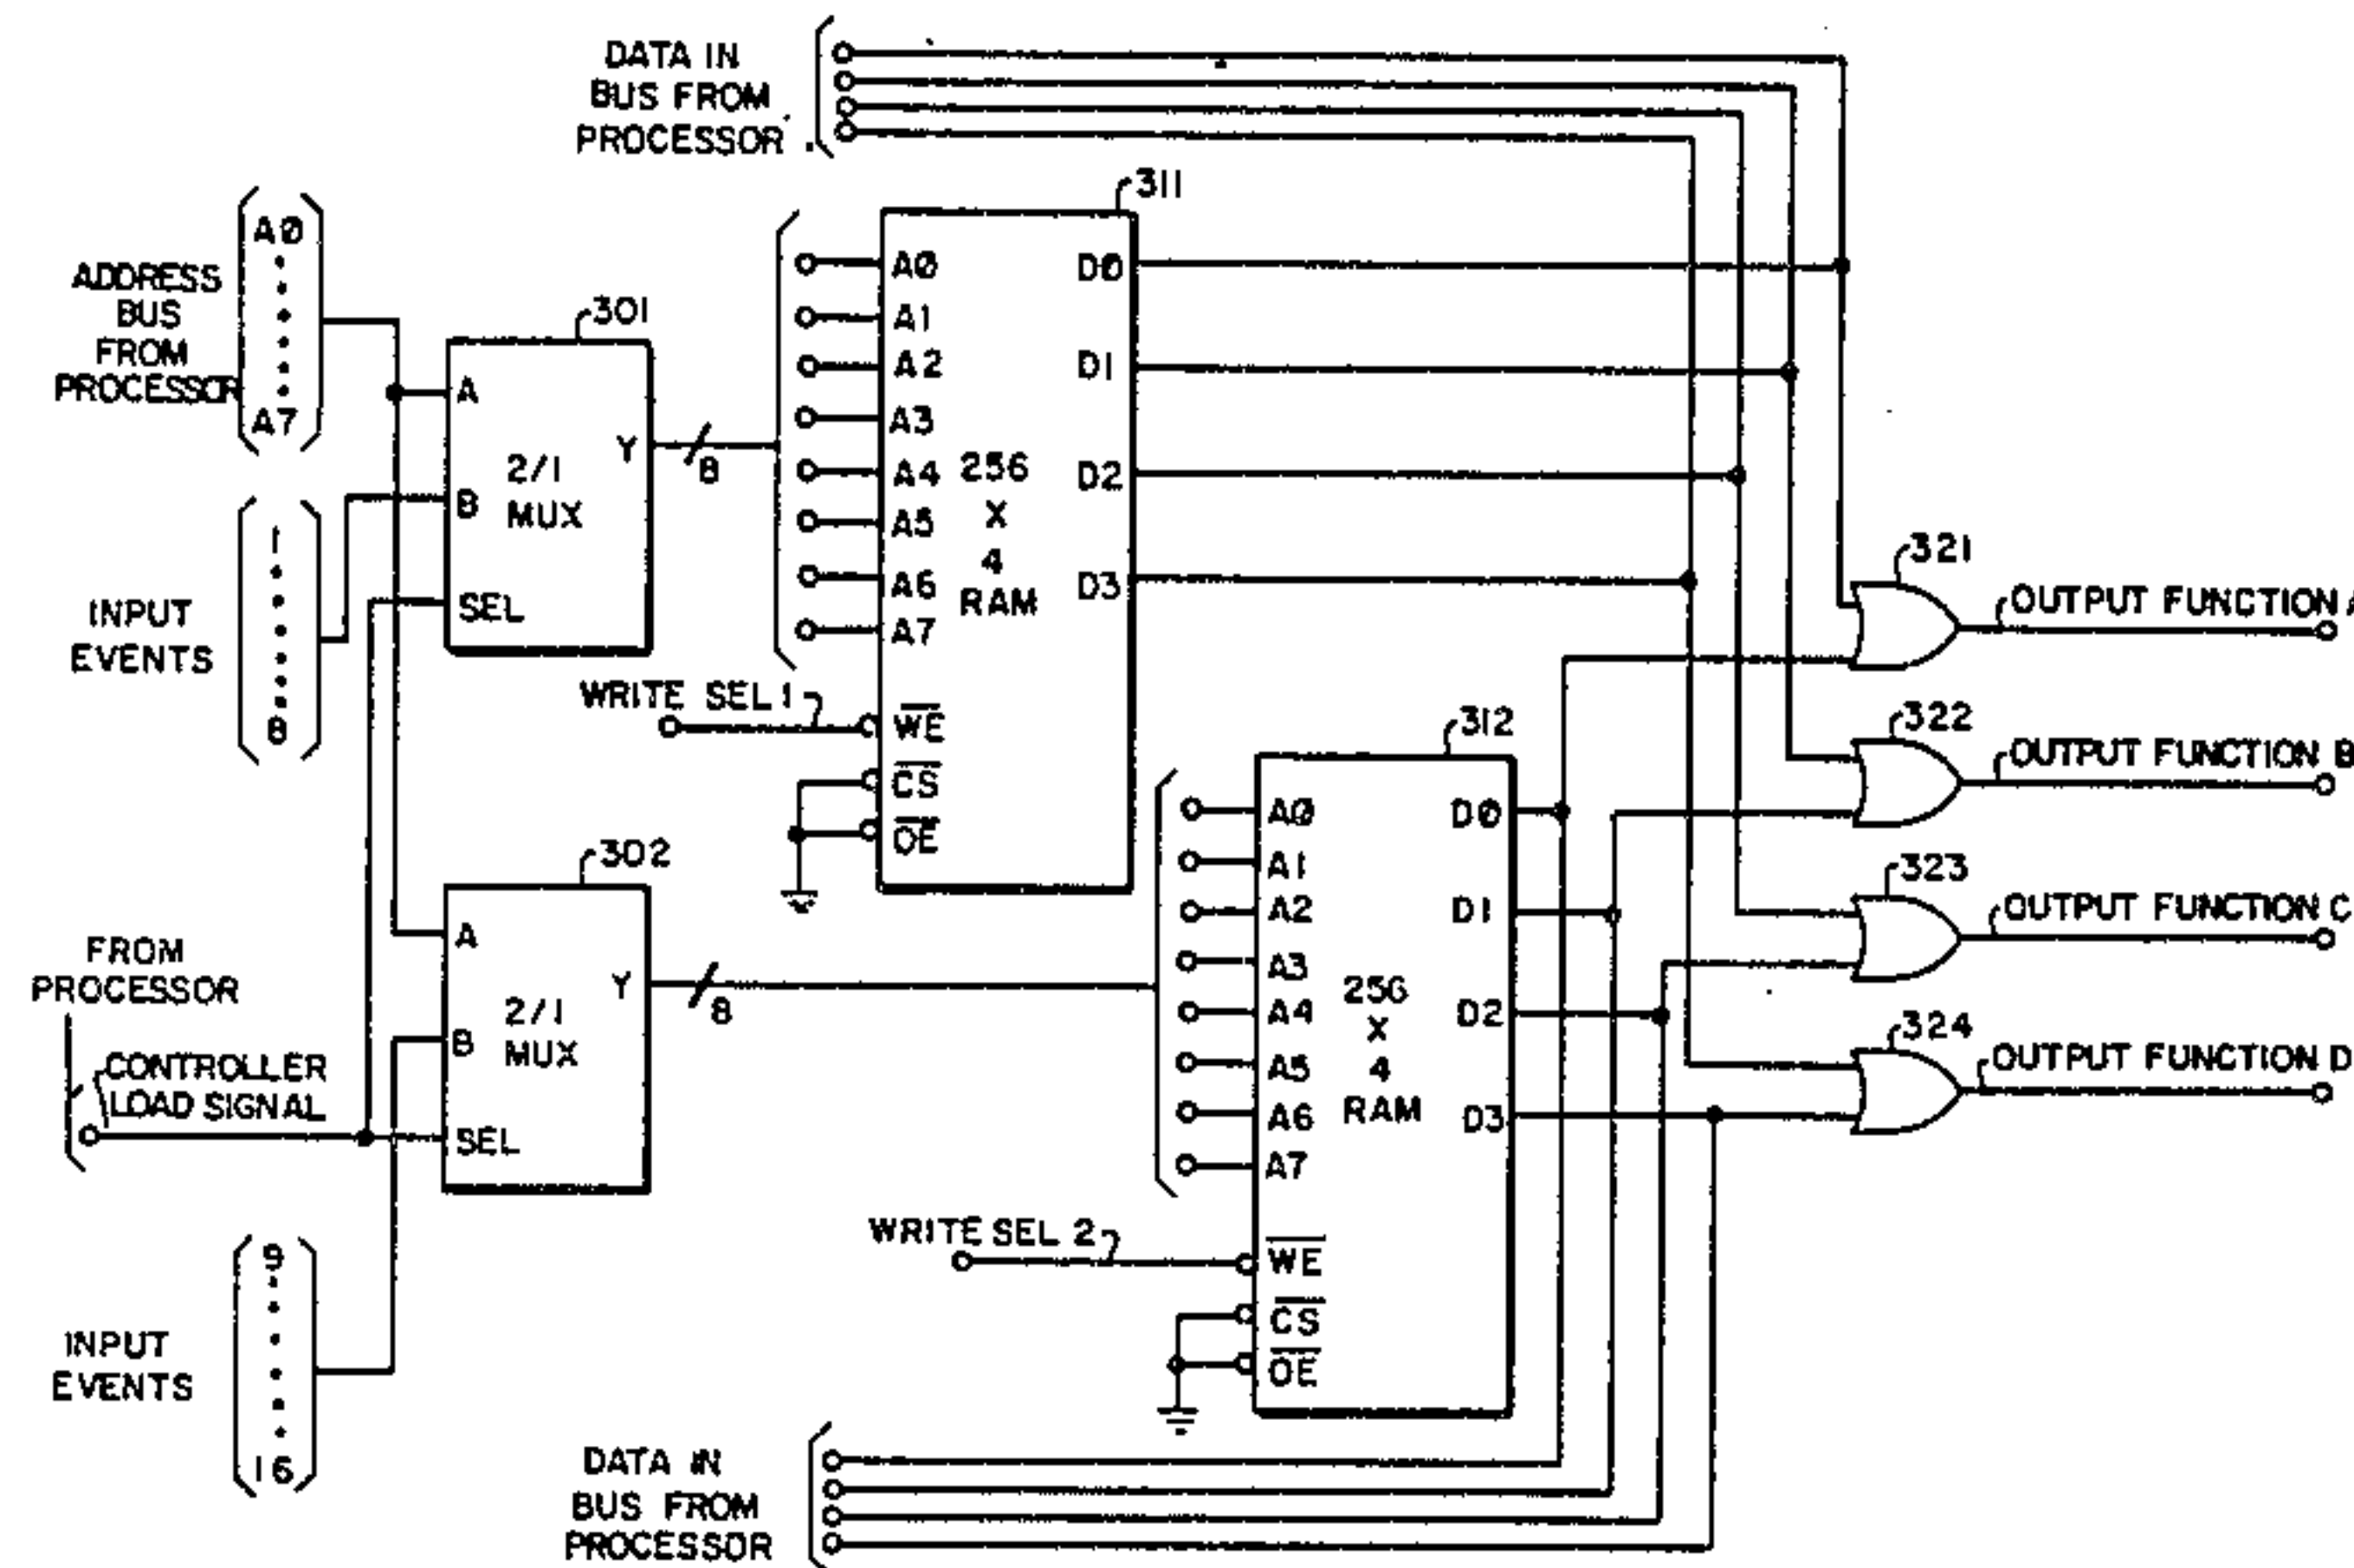 DATA IN
BUS FROM
PROCESSOR
ADDRESS
BUS
FROM
PROCESSOR
A0
A7
INPUT
EVENTS
1
8
301
A
B
SEL
Y
2/1
MUX
8
311
A0
A1
A2
A3
A4
A5
A6
A7
256
X
4
RAM
D0
D1
D2
D3
WRITE SEL 1
WE
CS
OE
321
OUTPUT FUNCTION A
322
OUTPUT FUNCTION B
323
OUTPUT FUNCTION C
324
OUTPUT FUNCTION D
FROM
PROCESSOR
CONTROLLER
LOAD SIGNAL
302
A
B
SEL
Y
2/1
MUX
8
312
A0
A1
A2
A3
A4
A5
A6
A7
256
X
4
RAM
D0
D1
D2
D3
WRITE SEL 2
WE
CS
OE
INPUT
EVENTS
9
16
DATA IN
BUS FROM
PROCESSOR